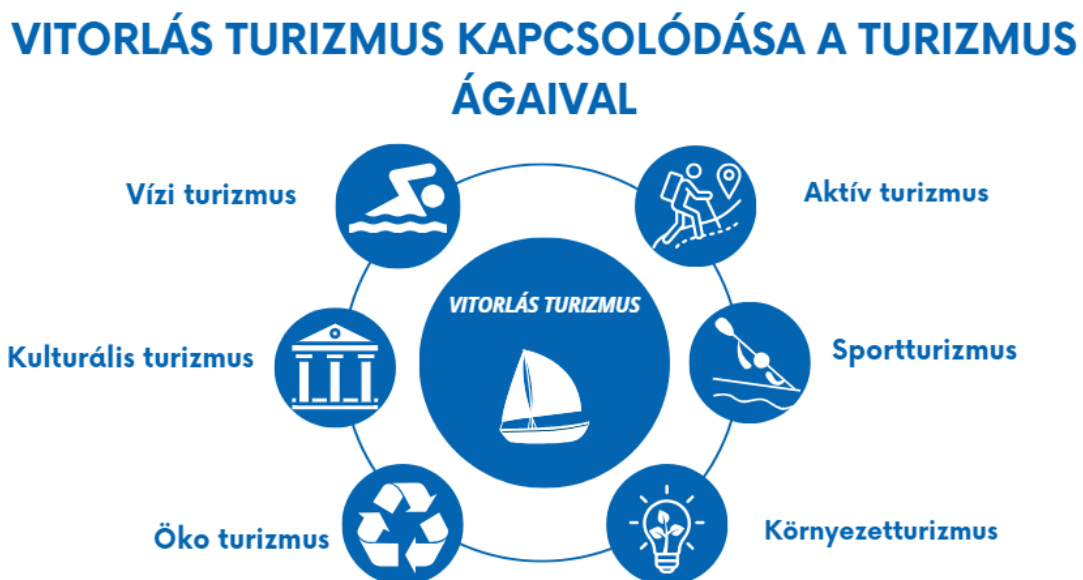 VITORLÁS TURIZMUS KAPCSOLÓDÁSA A TURIZMUS
ÁGAIVAL
Vízi turizmus
Aktív turizmus
VITORLÁS TURIZMUS
Kulturális turizmus
Sportturizmus
Öko turizmus
Környezetturizmus